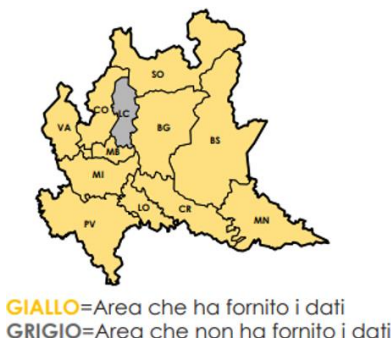 SO
CO
LC
VA
BG
BS
MB
MI
LO
CR
MN
PV
GIALLO=Area che ha fornito i dati
GRIGIO=Area che non ha fornito i dati